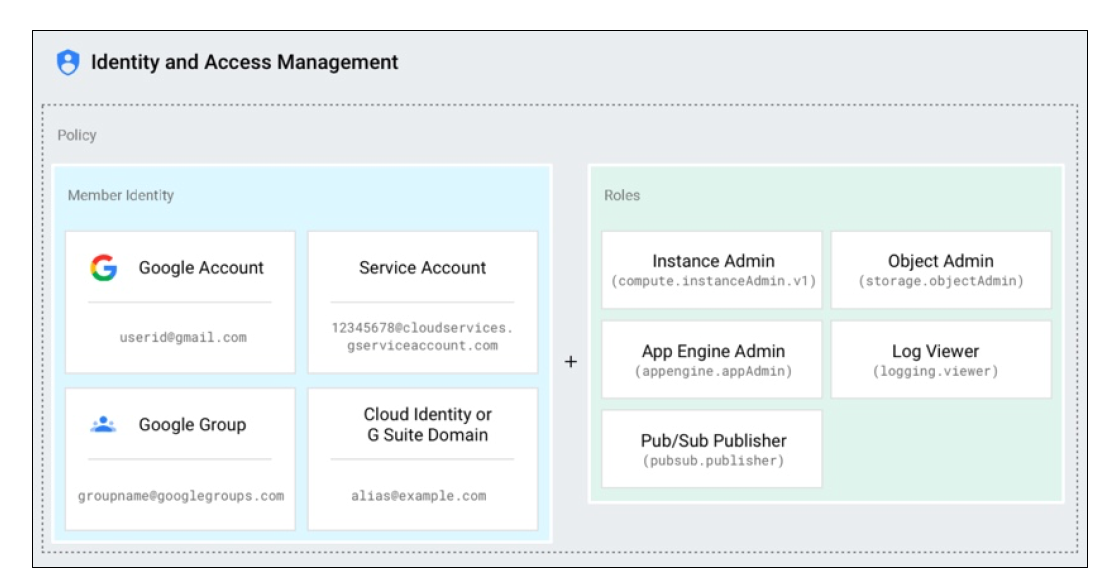 Identity and Access Management
Policy
Member Identity
Google Account
userid@gmail.com
Service Account
12345678@cloudservices.
gserviceaccount.com
Google Group
groupname@googlegroups.com
Cloud Identity or
G Suite Domain
alias@example.com
+
Roles
Instance Admin
(compute.instanceAdmin.v1)
Object Admin
(storage.objectAdmin)
App Engine Admin
(appengine.appAdmin)
Log Viewer
(logging.viewer)
Pub/Sub Publisher
(pubsub.publisher)